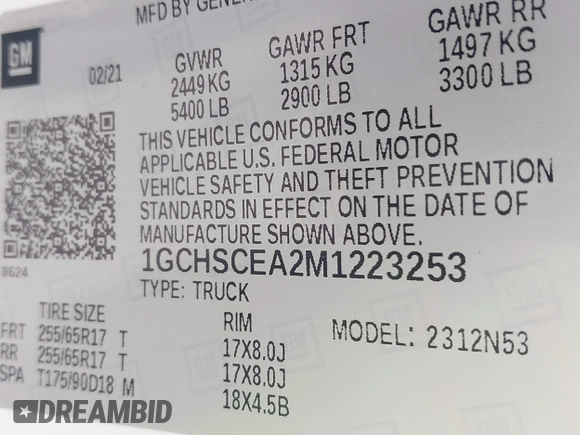 MFD BY GENER
GM
02/21
GVWR GAWR FRT GAWR RR
2449 KG 1315 KG 1497 KG
5400 LB 2900 LB 3300 LB
THIS VEHICLE CONFORMS TO ALL
APPLICABLE U.S. FEDERAL MOTOR
VEHICLE SAFETY AND THEFT PREVENTION
STANDARDS IN EFFECT ON THE DATE OF
MANUFACTURE SHOWN ABOVE.
8624
1GCHSCEA2M1223253
TYPE: TRUCK
TIRE SIZE RIM MODEL: 2312N53
FRT 255/65R17 T 17X8.0J
RR 255/65R17 T 17X8.0J
SPA T175/90D18 M 18X4.5B
DREAMBID